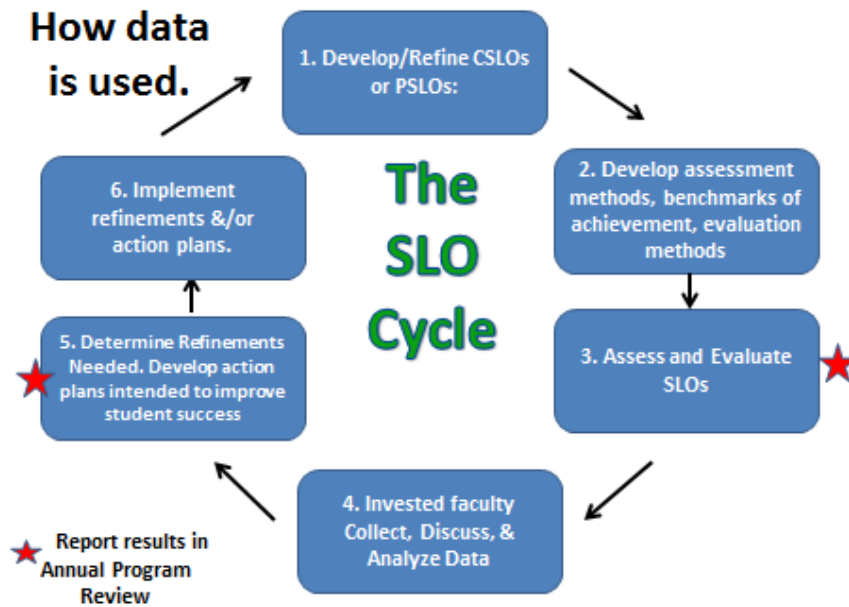 How data
is used.
1. Develop/Refine CSLOs
or PSLOs:
2. Develop assessment
methods, benchmarks of
achievement, evaluation
methods
3. Assess and Evaluate
SLOs
4. Invested faculty
Collect, Discuss, &
Analyze Data
5. Determine Refinements
Needed. Develop action
plans intended to improve
student success
6. Implement
refinements &/or
action plans.
The
SLO
Cycle
Report results in
Annual Program
Review